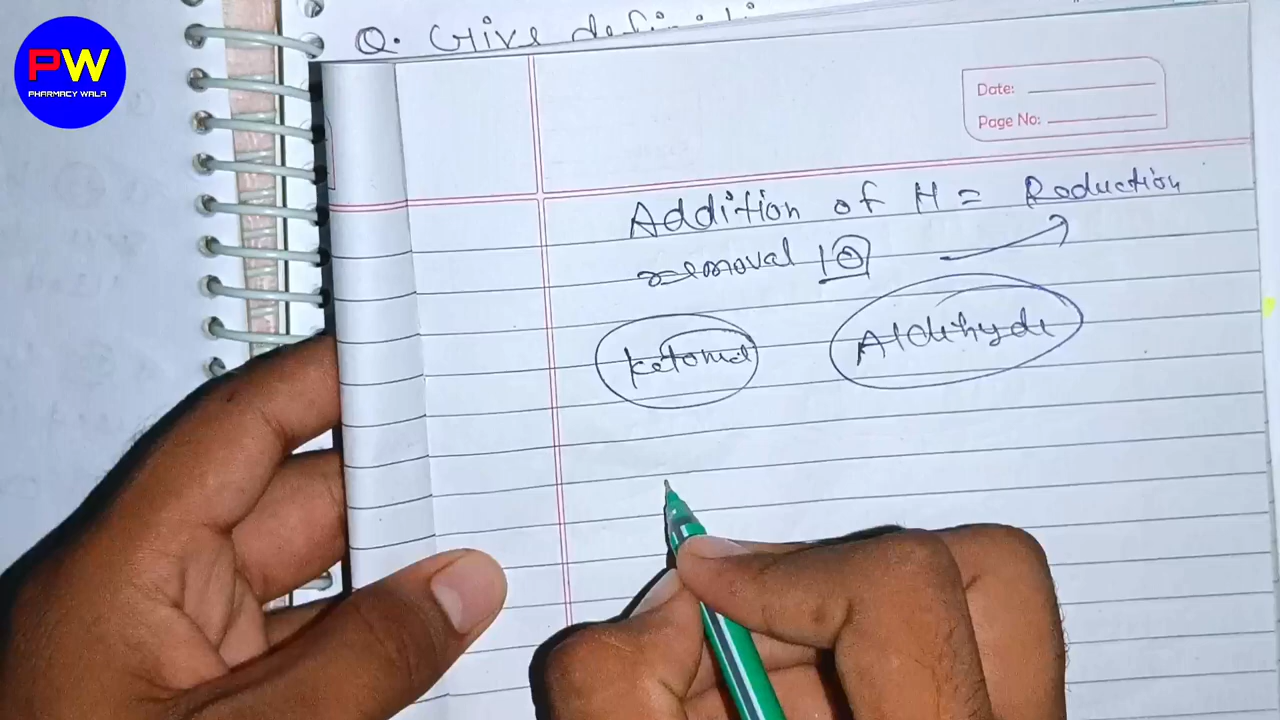 PW
PHARMACY WALA
Q. Give
Date:
Page No:
Addition of H = Reduction
removal
ketone
Aldehyde